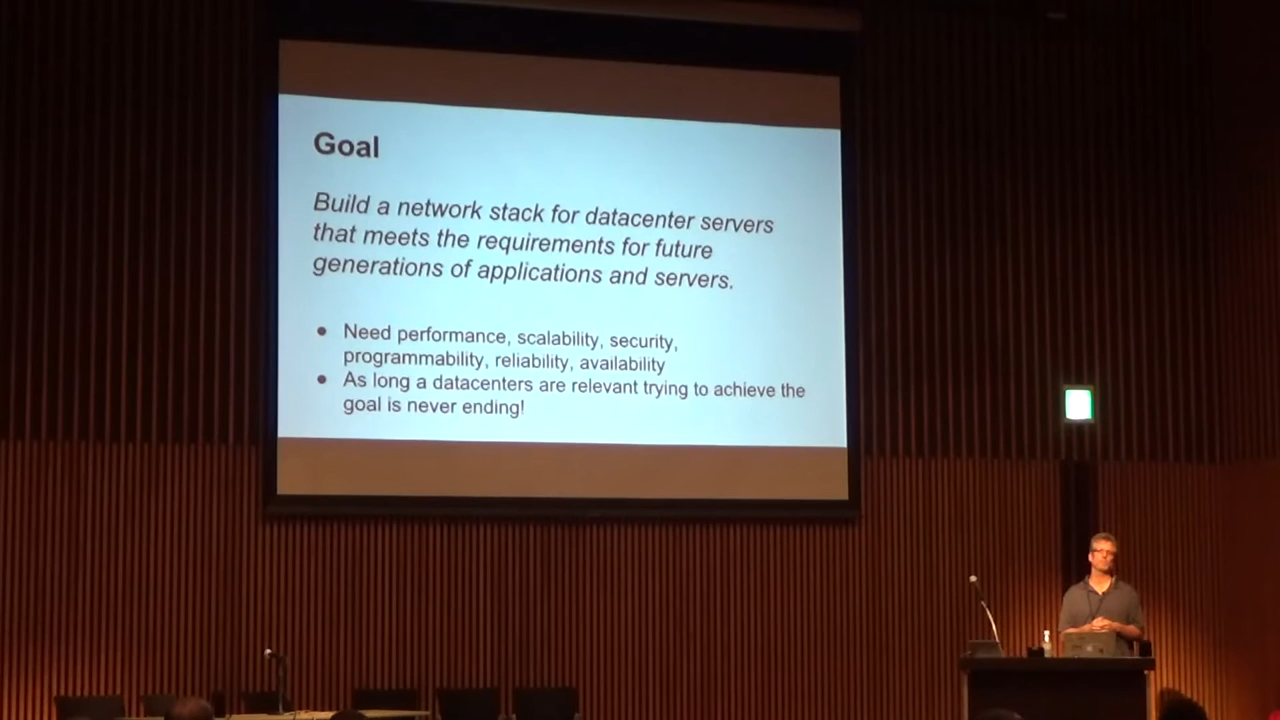 Goal
Build a network stack for datacenter servers
that meets the requirements for future
generations of applications and servers.
● Need performance, scalability, security,
programmability, reliability, availability
● As long a datacenters are relevant trying to achieve the
goal is never ending!